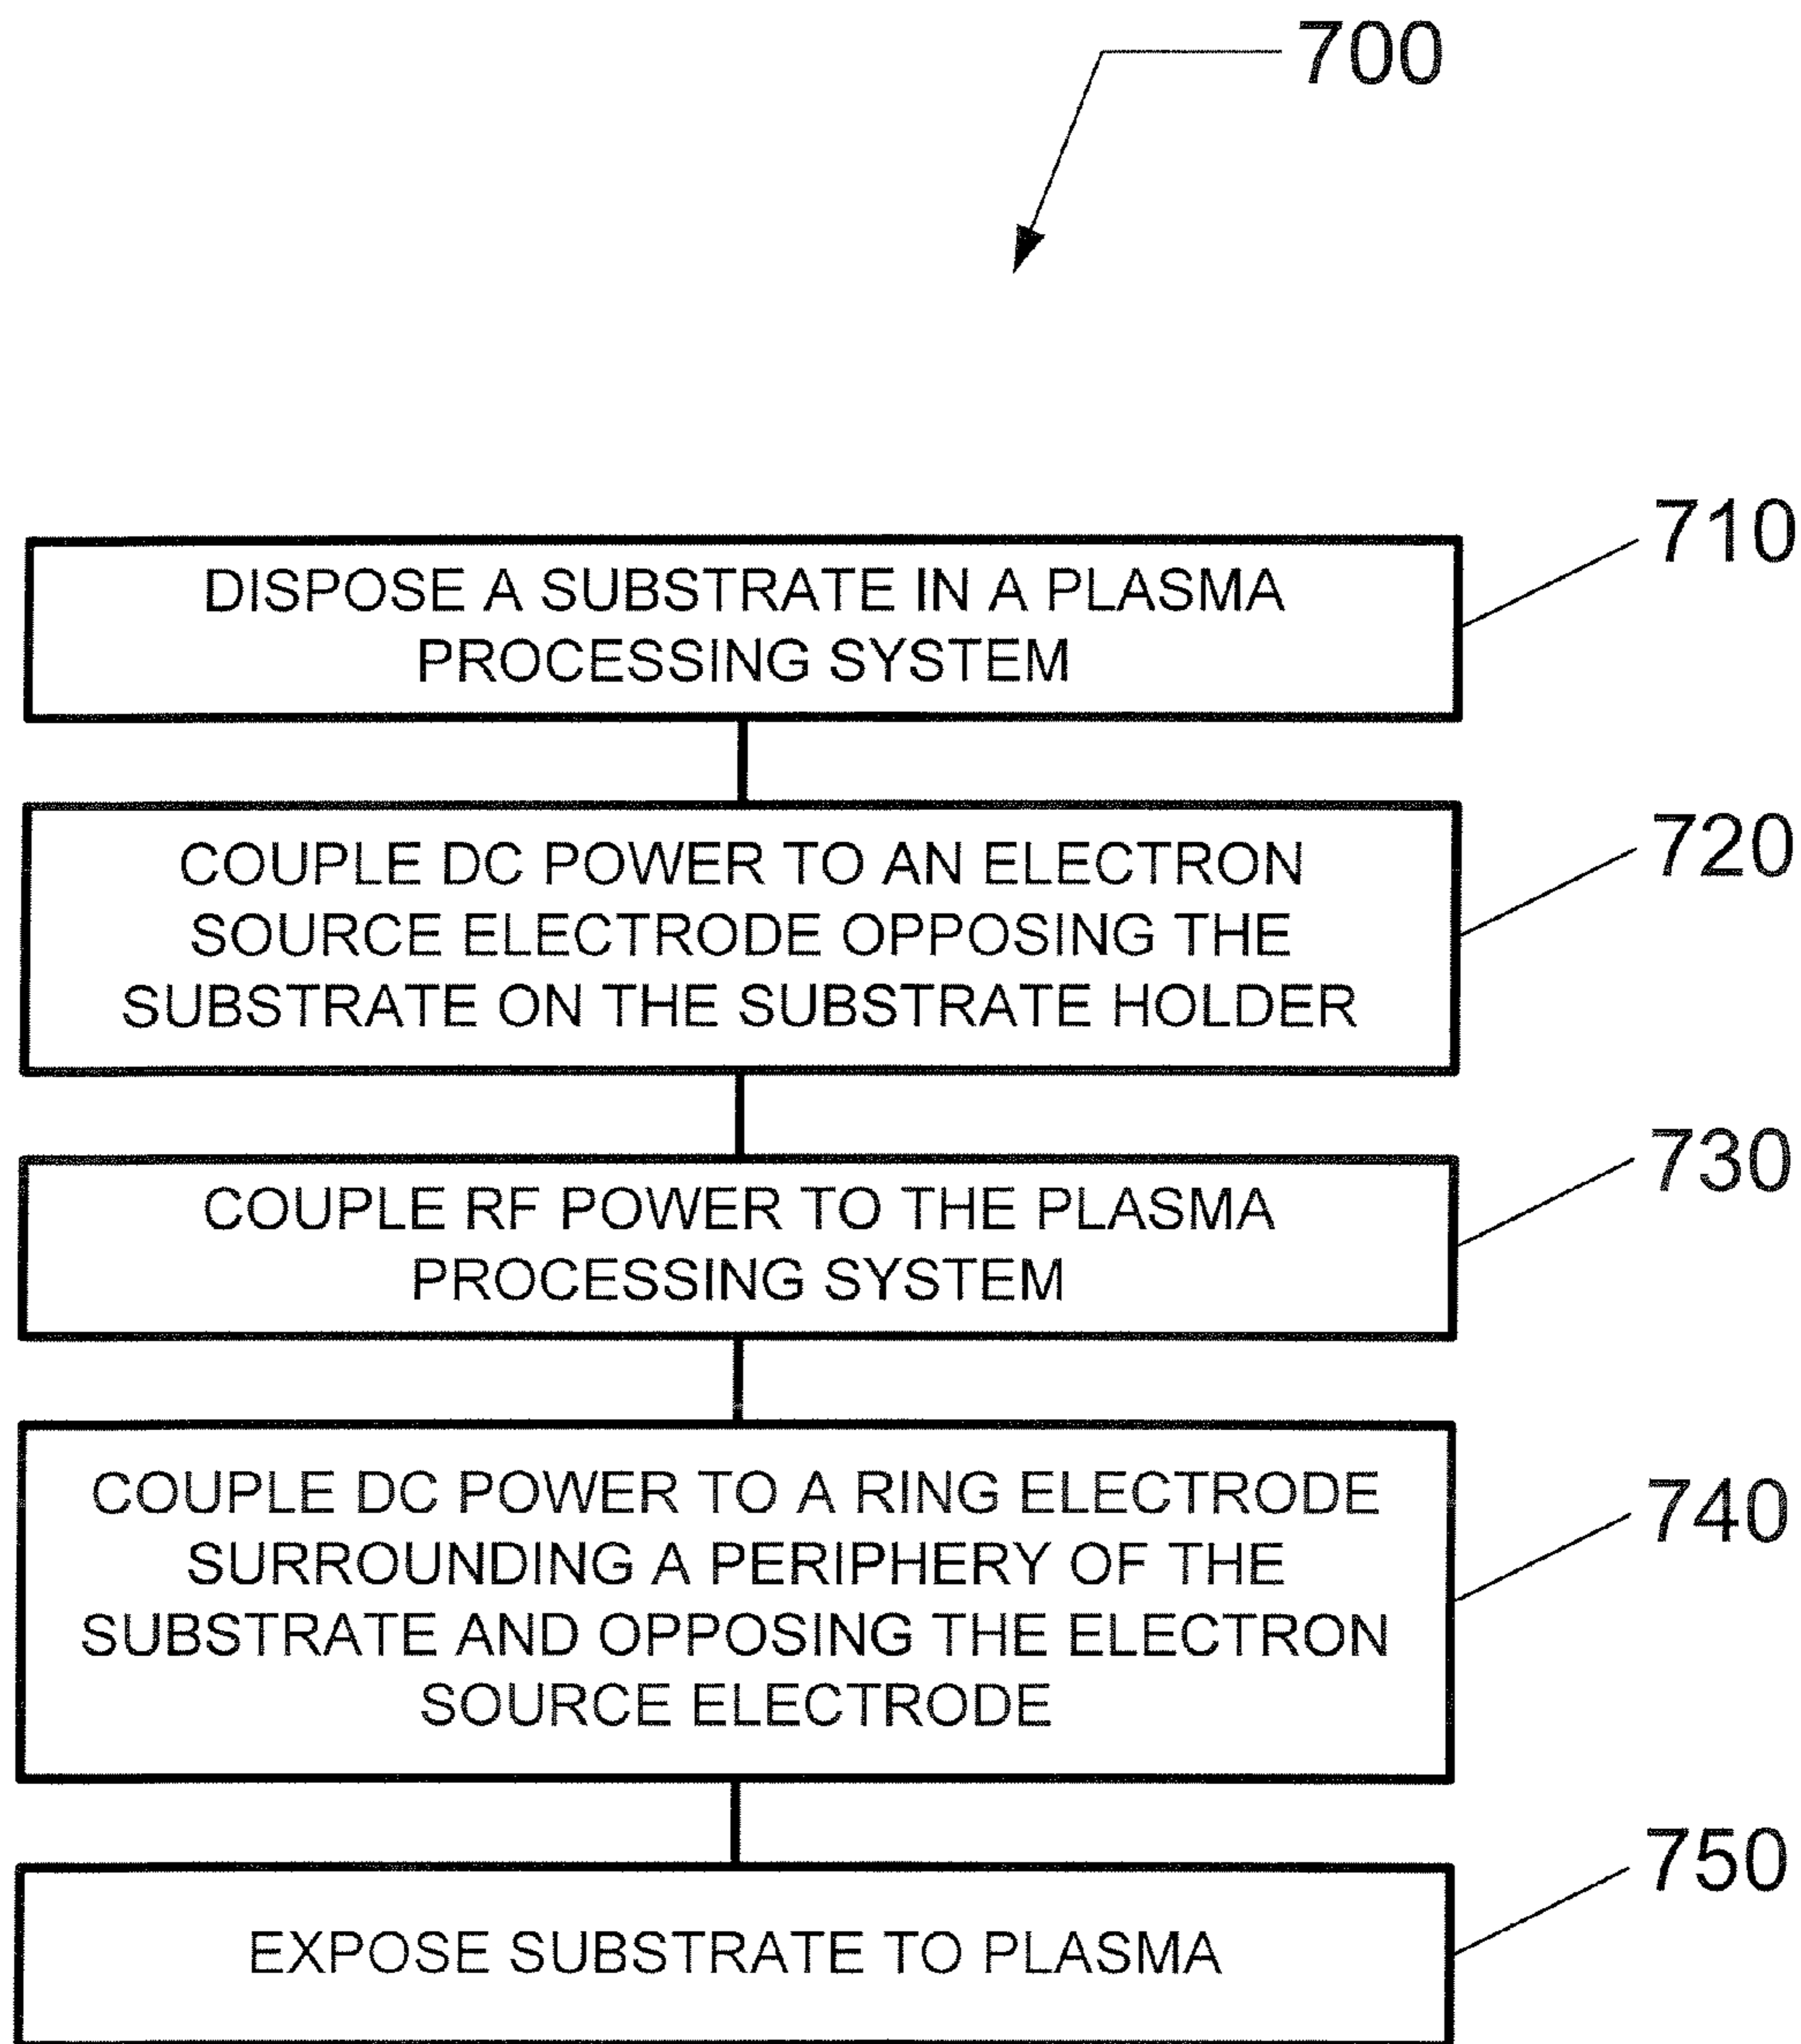 700
710
DISPOSE A SUBSTRATE IN A PLASMA
PROCESSING SYSTEM
720
COUPLE DC POWER TO AN ELECTRON
SOURCE ELECTRODE OPPOSING THE
SUBSTRATE ON THE SUBSTRATE HOLDER
730
COUPLE RF POWER TO THE PLASMA
PROCESSING SYSTEM
740
COUPLE DC POWER TO A RING ELECTRODE
SURROUNDING A PERIPHERY OF THE
SUBSTRATE AND OPPOSING THE ELECTRON
SOURCE ELECTRODE
750
EXPOSE SUBSTRATE TO PLASMA